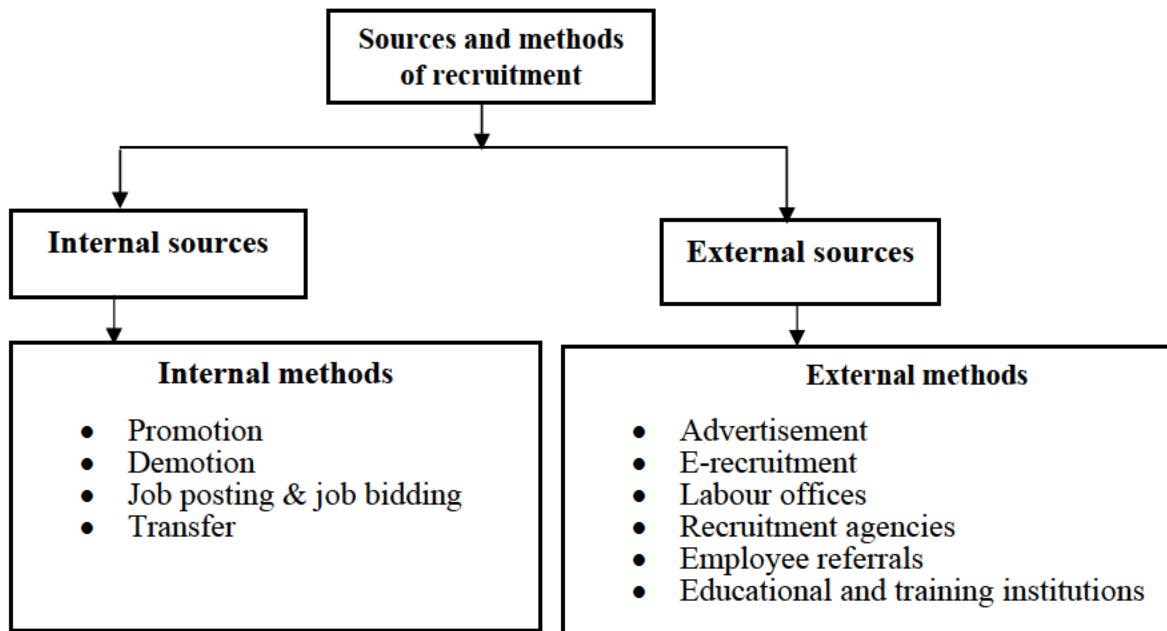 Sources and methods
of recruitment
Internal sources
External sources
Internal methods
• Promotion
• Demotion
• Job posting & job bidding
• Transfer
External methods
• Advertisement
• E-recruitment
• Labour offices
• Recruitment agencies
• Employee referrals
• Educational and training institutions